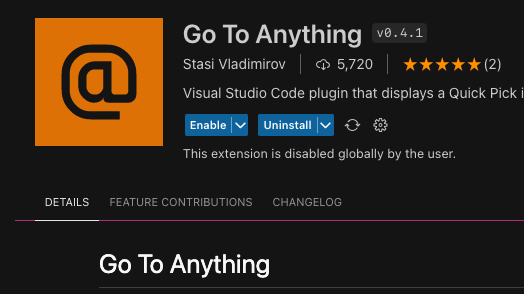 @
Go To Anything v0.4.1
Stasi Vladimirov 5,720 (2)
Visual Studio Code plugin that displays a Quick Pick
Enable Uninstall
This extension is disabled globally by the user.
DETAILS FEATURE CONTRIBUTIONS CHANGELOG
Go To Anything